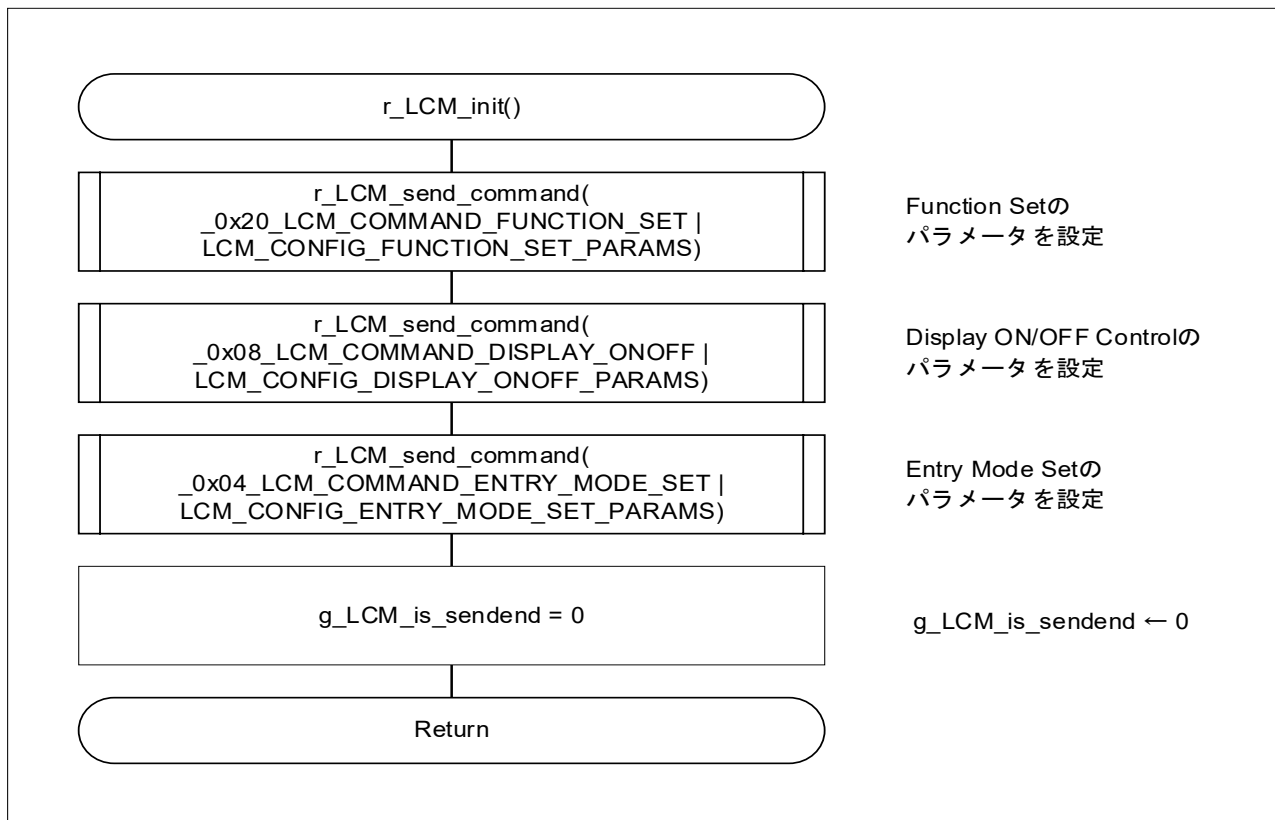 r_LCM_init()
r_LCM_send_command(
_0x20_LCM_COMMAND_FUNCTION_SET |
LCM_CONFIG_FUNCTION_SET_PARAMS)
Function Setの
パラメータを設定
r_LCM_send_command(
_0x08_LCM_COMMAND_DISPLAY_ONOFF |
LCM_CONFIG_DISPLAY_ONOFF_PARAMS)
Display ON/OFF Controlの
パラメータを設定
r_LCM_send_command(
_0x04_LCM_COMMAND_ENTRY_MODE_SET |
LCM_CONFIG_ENTRY_MODE_SET_PARAMS)
Entry Mode Setの
パラメータを設定
g_LCM_is_sendend = 0
g_LCM_is_sendend ← 0
Return